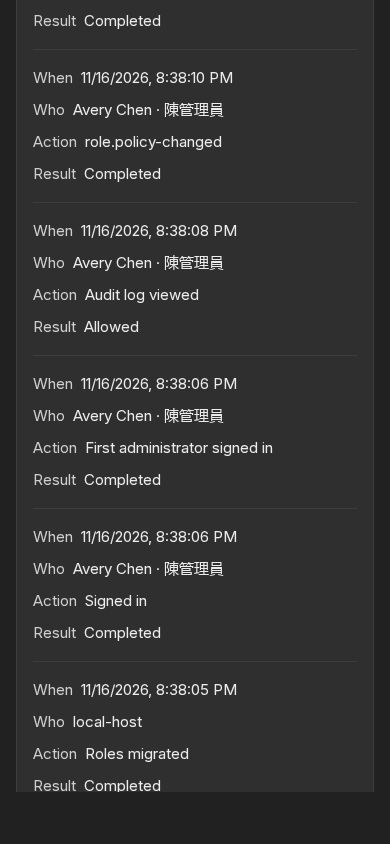 Result Completed
When 11/16/2026, 8:38:10 PM
Who Avery Chen · 陳管理員
Action role.policy-changed
Result Completed
When 11/16/2026, 8:38:08 PM
Who Avery Chen · 陳管理員
Action Audit log viewed
Result Allowed
When 11/16/2026, 8:38:06 PM
Who Avery Chen · 陳管理員
Action First administrator signed in
Result Completed
When 11/16/2026, 8:38:06 PM
Who Avery Chen · 陳管理員
Action Signed in
Result Completed
When 11/16/2026, 8:38:05 PM
Who local-host
Action Roles migrated
Result Completed